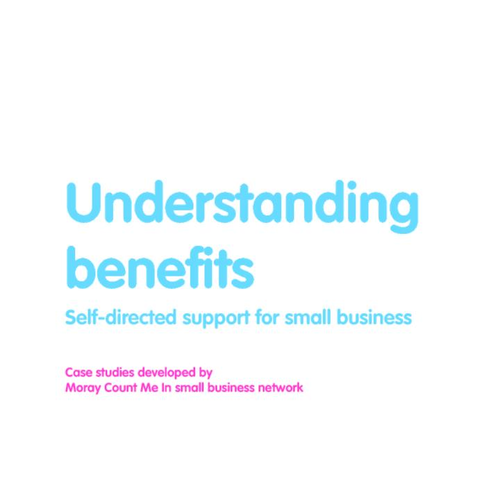 Understanding
benefits
Self-directed support for small business
Case studies developed by
Moray Count Me In small business network